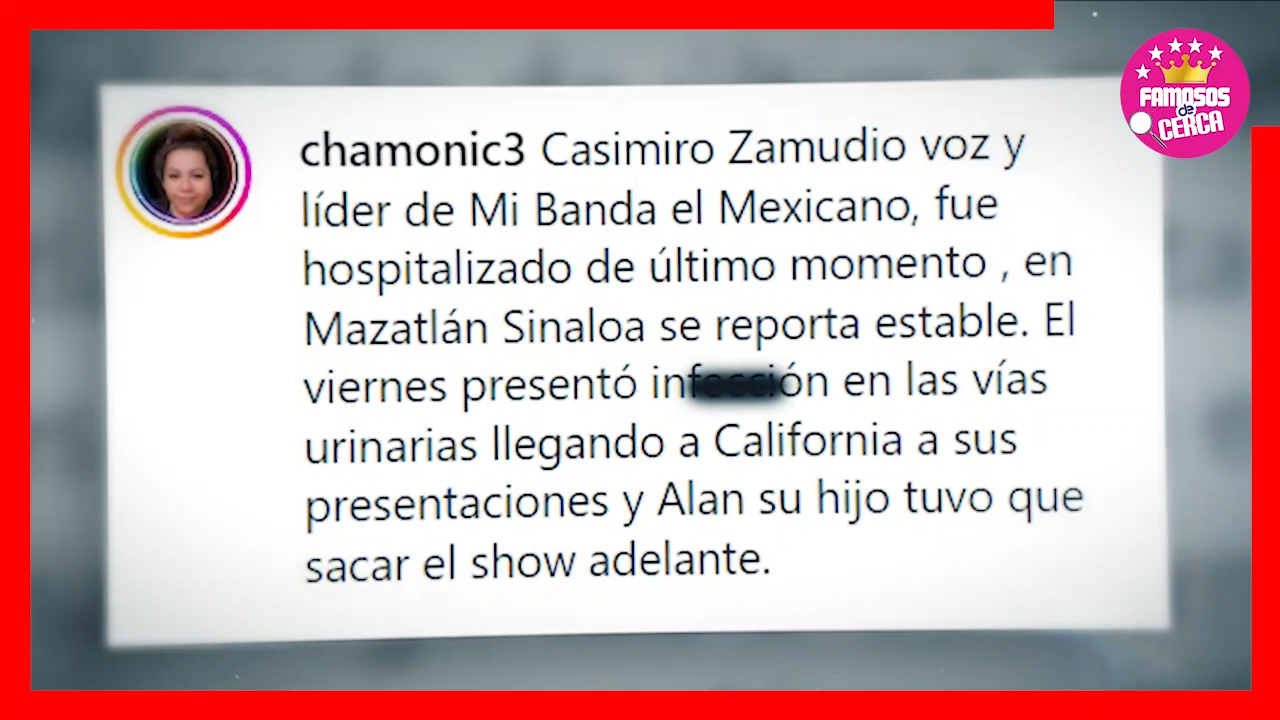 FAMOSOS
de
CERCA
chamonic3 Casimiro Zamudio voz y
líder de Mi Banda el Mexicano, fue
hospitalizado de último momento , en
Mazatlán Sinaloa se reporta estable. El
viernes presentó infección en las vías
urinarias llegando a California a sus
presentaciones y Alan su hijo tuvo que
sacar el show adelante.